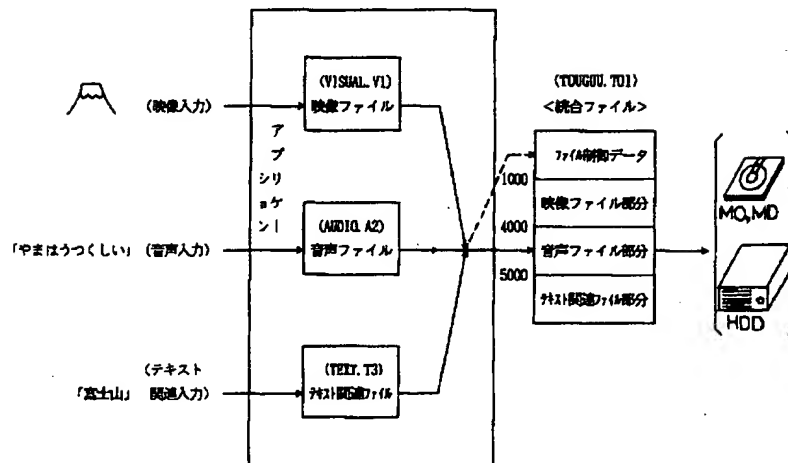 (映像入力)
(VISUAL.V1)
映像ファイル
アプリケーション
「やまはうつくしい」 (音声入力)
(AUDIO.A2)
音声ファイル
(テキスト
「富士山」 関連入力)
(TEXT.T3)
テキスト関連ファイル
(TOUGOU.TO1)
<統合ファイル>
ファイル制御データ
1000
映像ファイル部分
4000
音声ファイル部分
5000
テキスト関連ファイル部分
MO,MD
HDD